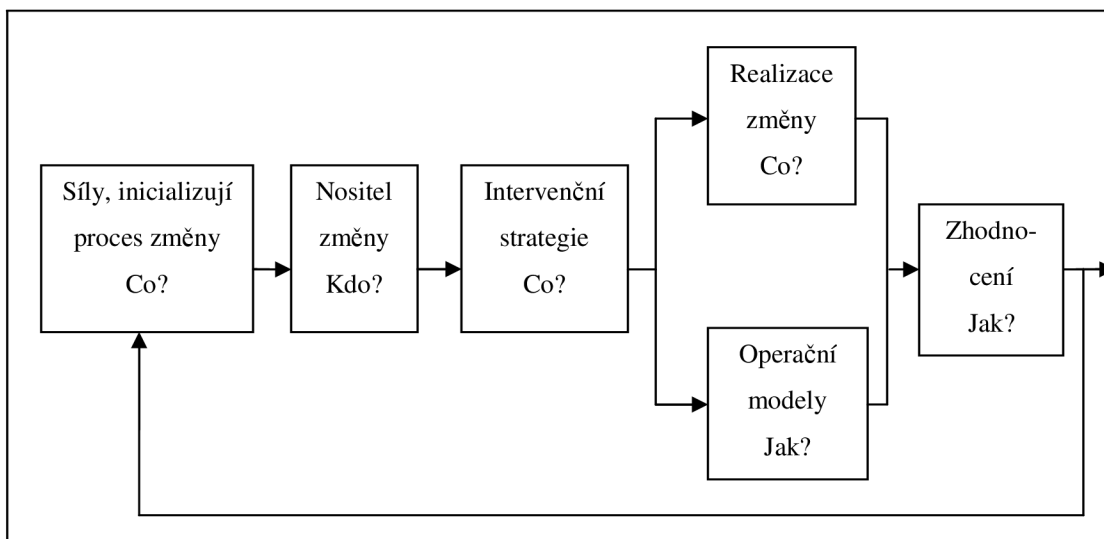 Síly, inicializují
proces změny
Co?
Nositel
změny
Kdo?
Intervenční
strategie
Co?
Realizace
změny
Co?
Operační
modely
Jak?
Zhodno-
cení
Jak?